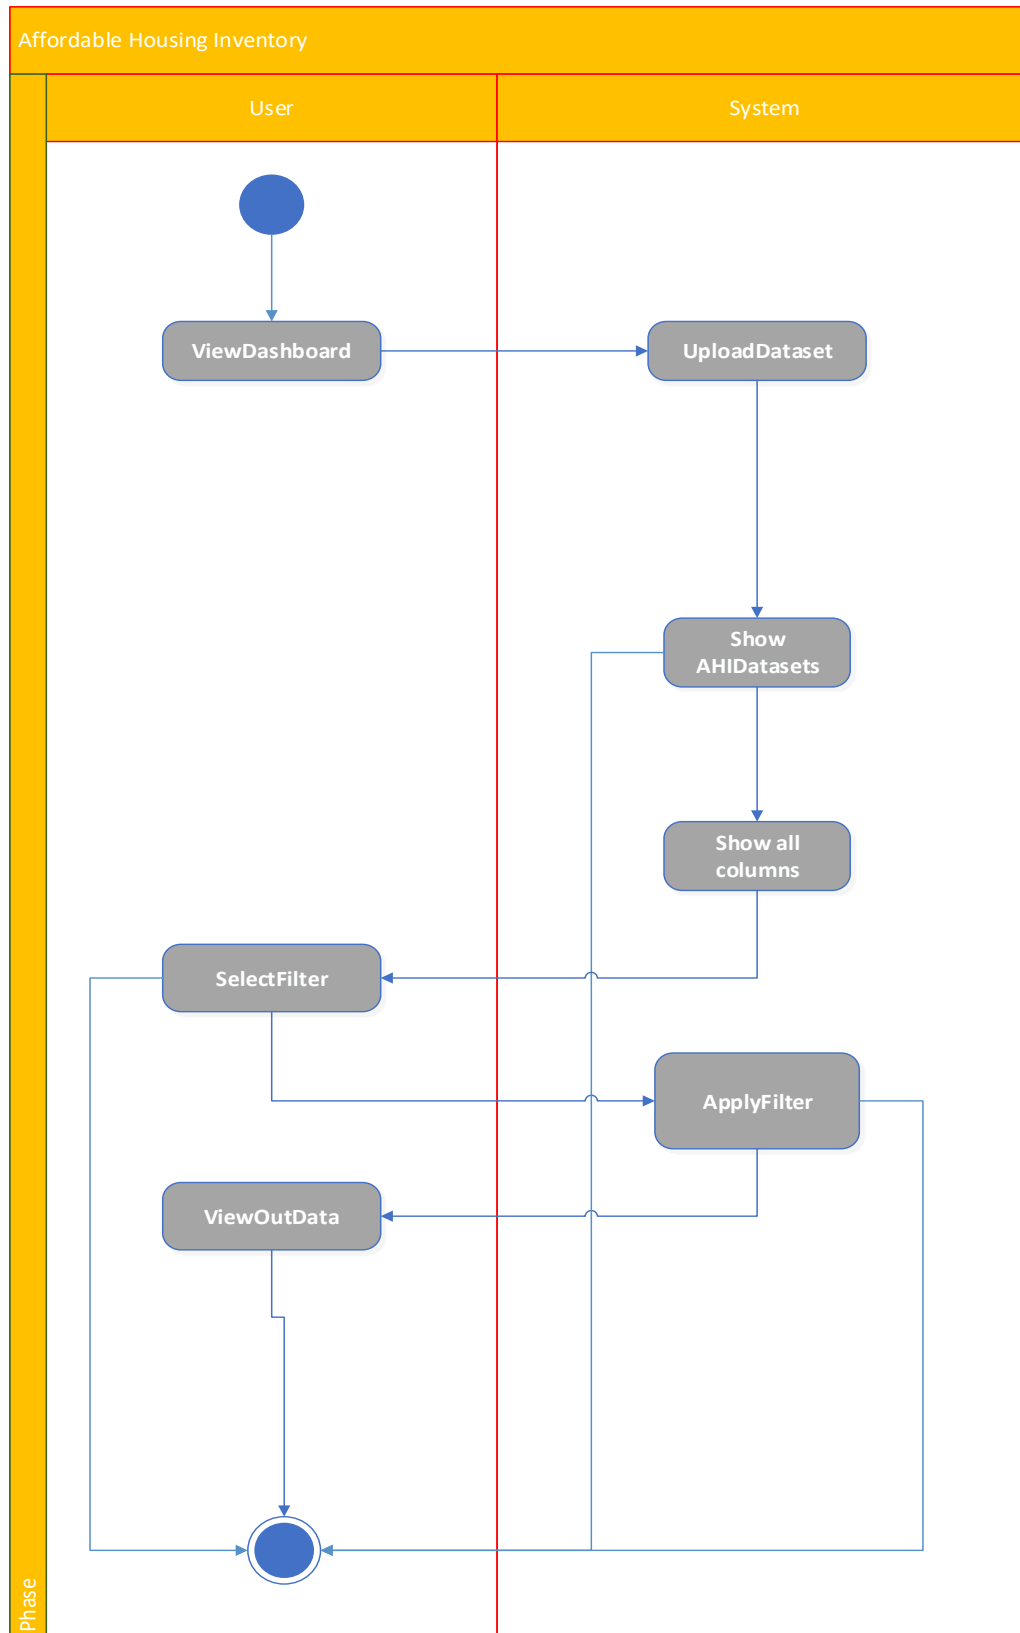 Affordable Housing Inventory
User
System
ViewDashboard
UploadDataset
Show
AHIDatasets
Show all
columns
SelectFilter
ApplyFilter
ViewOutData
Phase